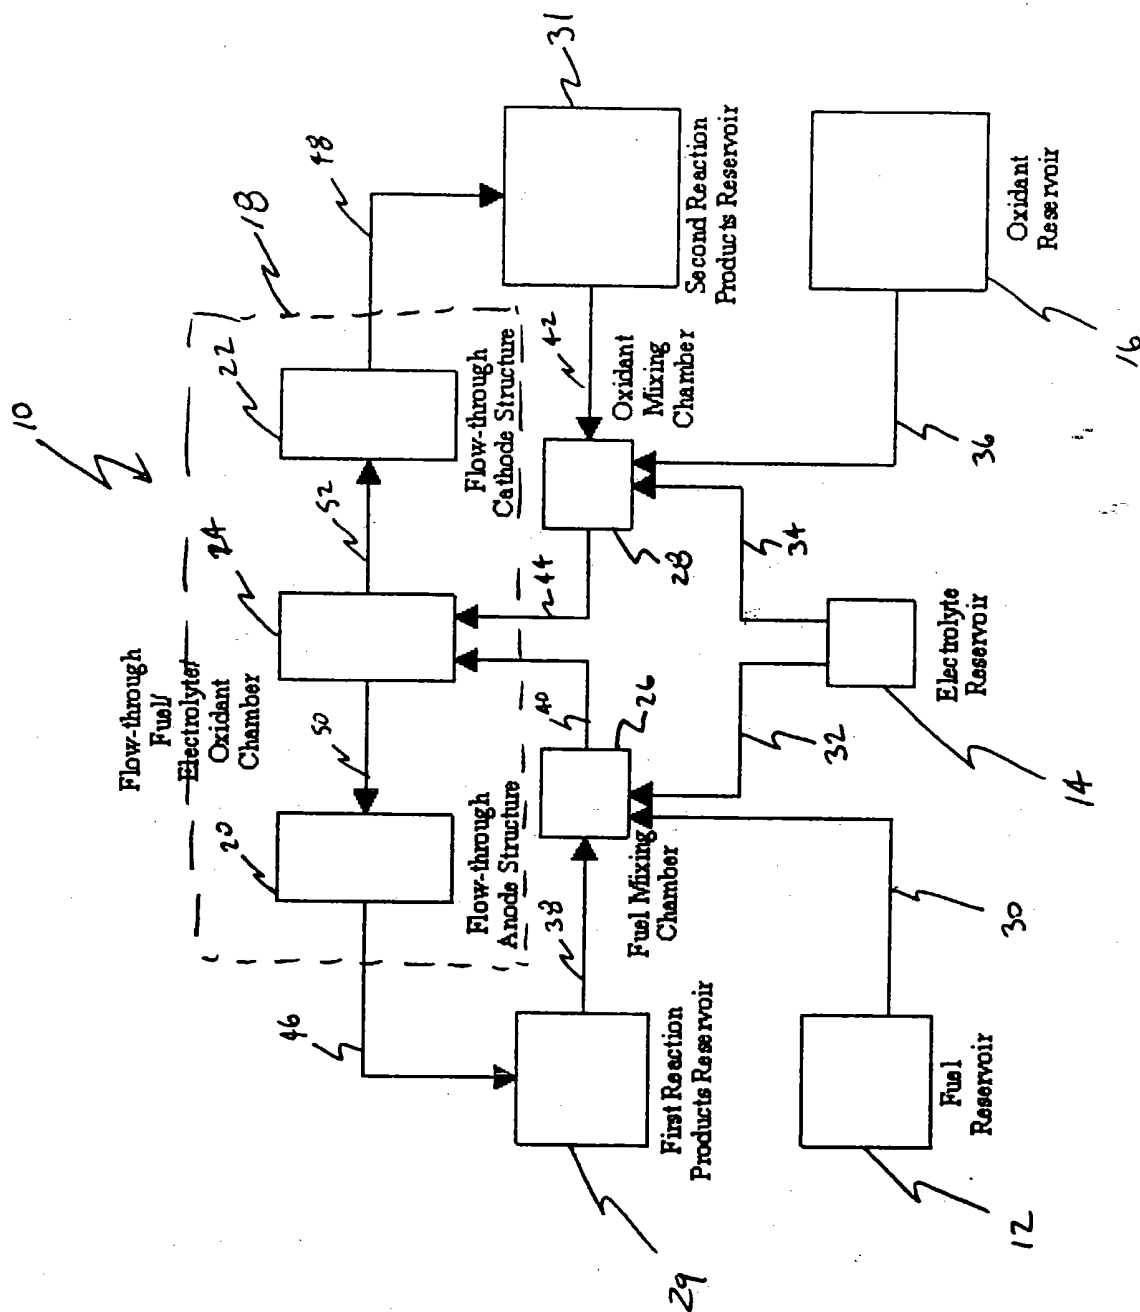 10
18
Flow-through
Fuel/
Electrolyte/
Oxidant
Chamber
24
20
22
50
52
46
48
Flow-through
Anode Structure
Flow-through
Cathode Structure
40
44
38
42
31
29
First Reaction
Products Reservoir
Fuel Mixing
Chamber
26
28
Oxidant
Mixing
Chamber
Second Reaction
Products Reservoir
32
34
30
36
12
Fuel
Reservoir
14
Electrolyte
Reservoir
16
Oxidant
Reservoir